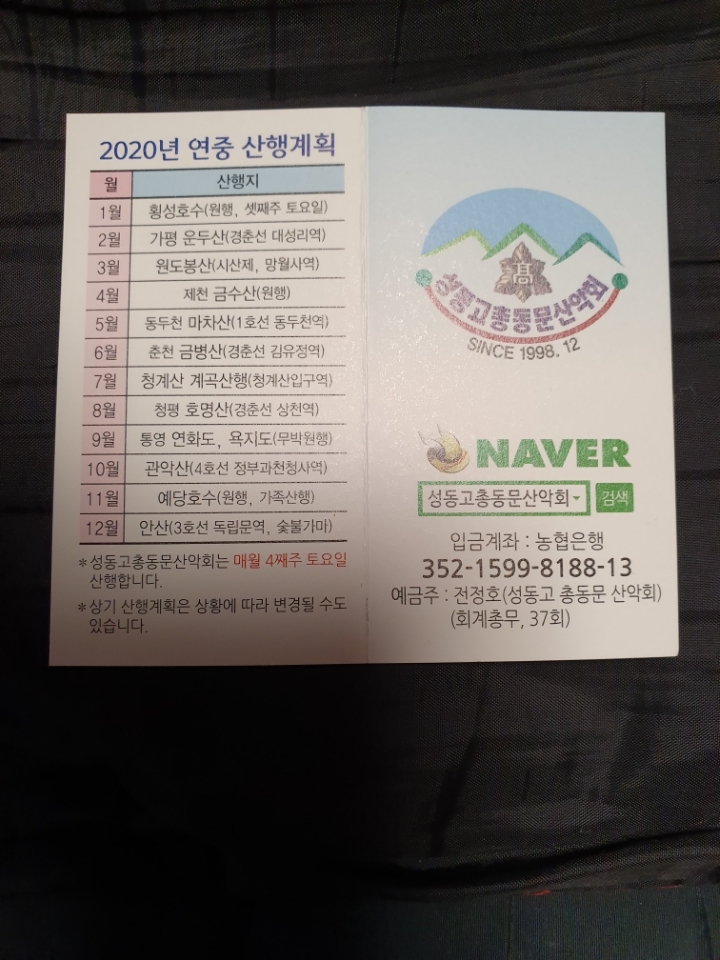 2020년 연중 산행계획
월 산행지
1월 횡성호수(원행, 셋째주 토요일)
2월 가평 운두산(경춘선 대성리역)
3월 원도봉산(시산제, 망월사역)
4월 제천 금수산(원행)
5월 동두천 마차산(1호선 동두천역)
6월 춘천 금병산(경춘선 김유정역)
7월 청계산 계곡산행(청계산입구역)
8월 청평 호명산(경춘선 상천역)
9월 통영 연화도, 욕지도(무박원행)
10월 관악산(4호선 정부과천청사역)
11월 예당호수(원행, 가족산행)
12월 안산(3호선 독립문역, 숯불가마)
*성동고총동문산악회는 매월 4째주 토요일
산행합니다.
*상기 산행계획은 상황에 따라 변경될 수도
있습니다.
高
성동고총동문산악회
SINCE 1998. 12
NAVER
성동고총동문산악회 검색
입금계좌 : 농협은행
352-1599-8188-13
예금주 : 전정호(성동고 총동문 산악회)
(회계총무, 37회)